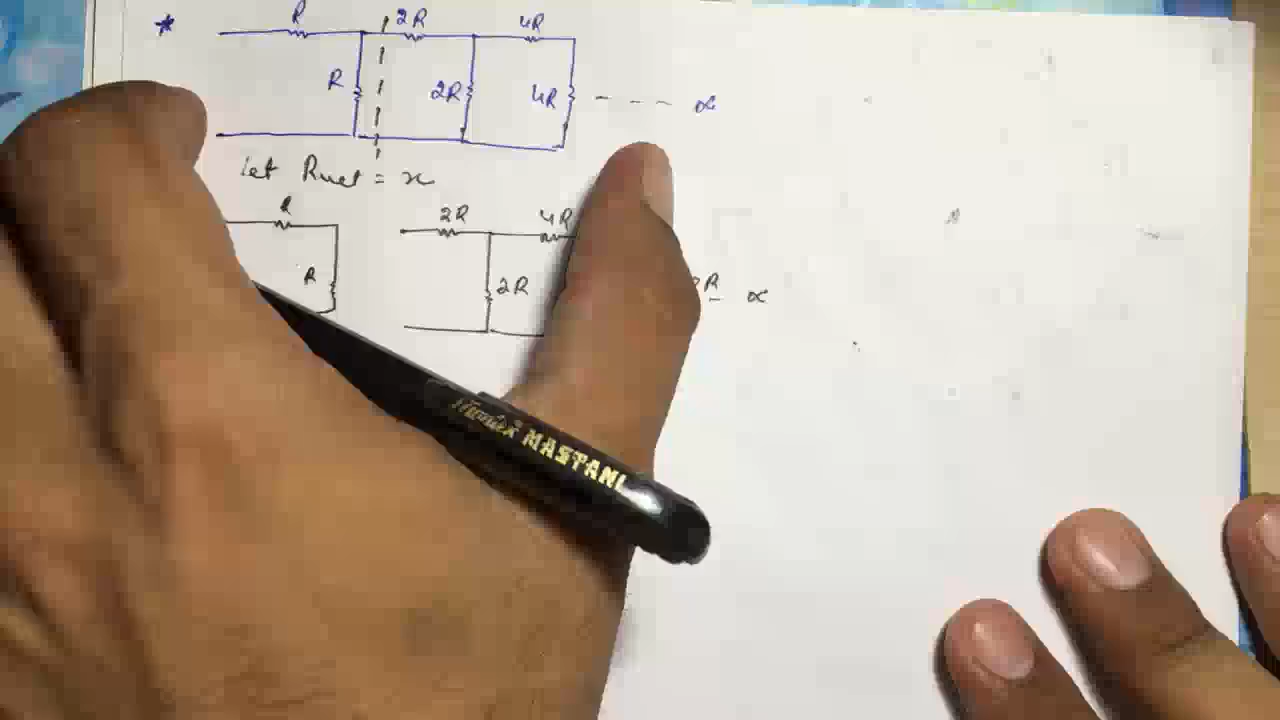 * R 2R 4R
R 2R 4R - - - ∝
Let Rnet = x
R 2R 4R
R 2R R ∝
MASTANI